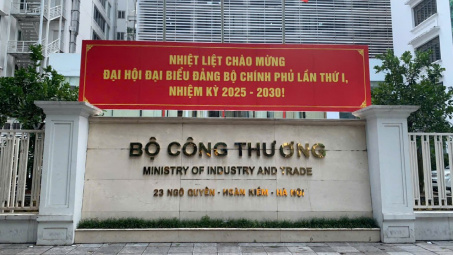 NHIỆT LIỆT CHÀO MỪNG
ĐẠI HỘI ĐẠI BIỂU ĐẢNG BỘ CHÍNH PHỦ LẦN THỨ I,
NHIỆM KỲ 2025 - 2030!
BỘ CÔNG THƯƠNG
MINISTRY OF INDUSTRY AND TRADE
23 NGÔ QUYỀN - HOÀN KIẾM - HÀ NỘI